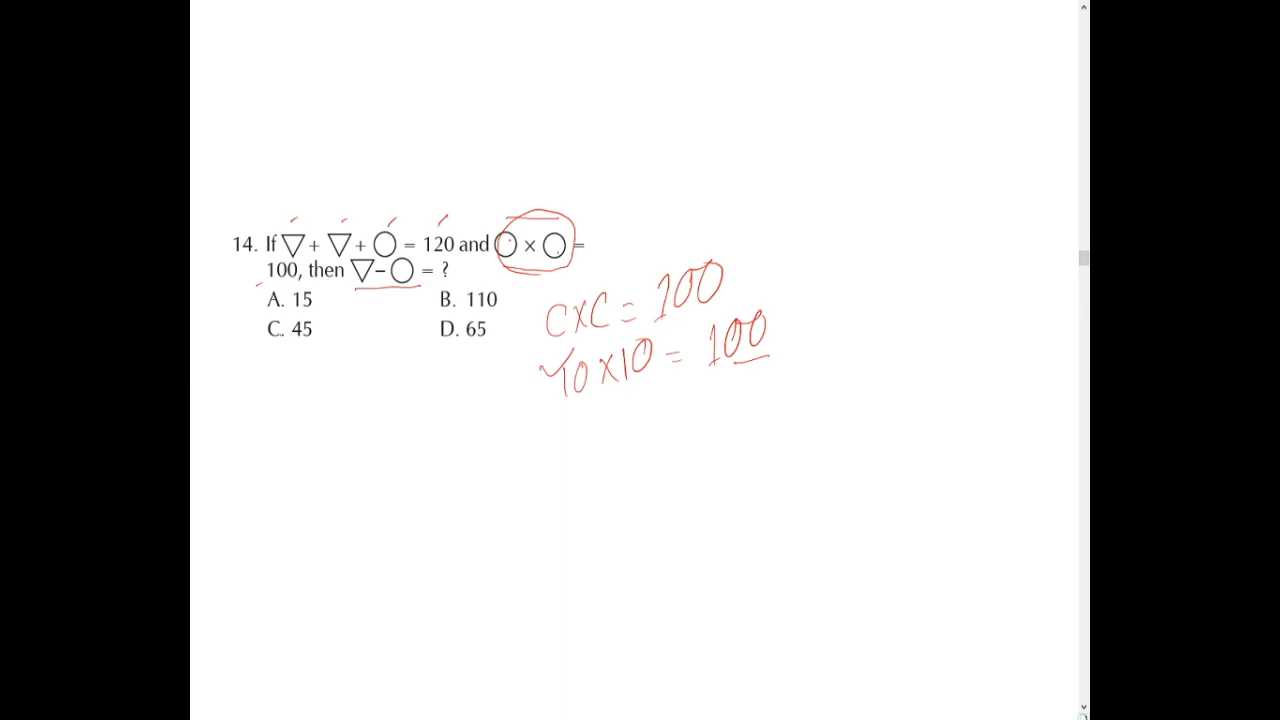 14. If ▽ + ▽ + ○ = 120 and ○ × ○ =
100, then ▽ – ○ = ?
A. 15 B. 110
C. 45 D. 65
C×C = 100
10×10 = 100